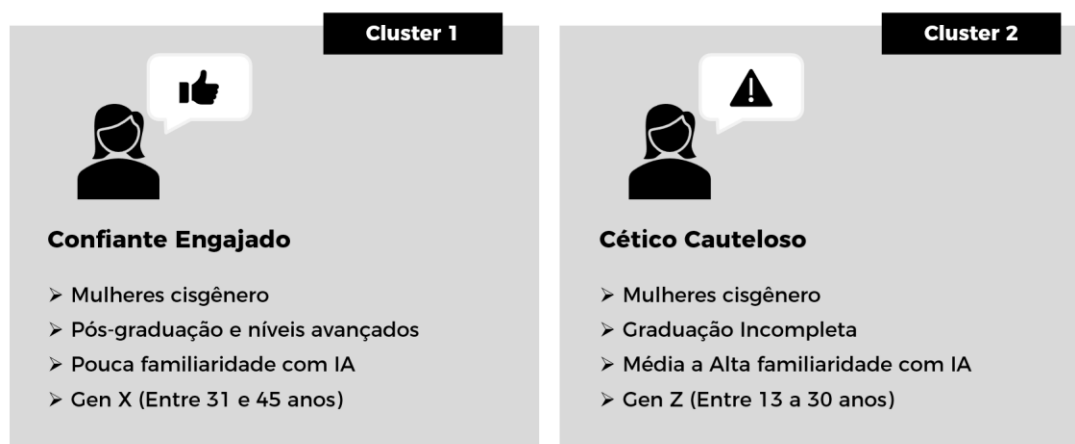 Cluster 1
Confiante Engajado
➤ Mulheres cisgênero
➤ Pós-graduação e níveis avançados
➤ Pouca familiaridade com IA
➤ Gen X (Entre 31 e 45 anos)
Cluster 2
Cético Cauteloso
➤ Mulheres cisgênero
➤ Graduação Incompleta
➤ Média a Alta familiaridade com IA
➤ Gen Z (Entre 13 a 30 anos)